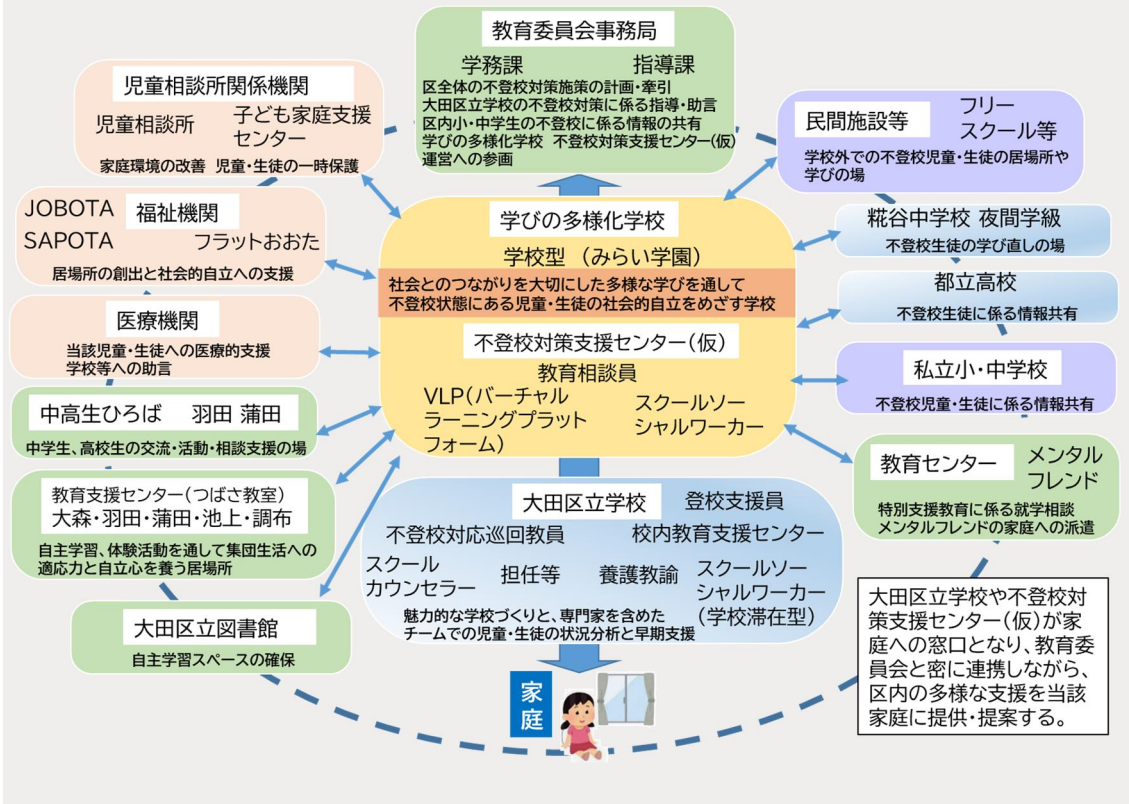 教育委員会事務局
学務課　指導課
区全体の不登校対策施策の計画・牽引
大田区立学校の不登校対策に係る指導・助言
区内小・中学生の不登校に係る情報の共有
学びの多様化学校　不登校対策支援センター(仮)
運営への参画
児童相談所関係機関
児童相談所
子ども家庭支援
センター
家庭環境の改善　児童・生徒の一時保護
民間施設等
フリー
スクール等
学校外での不登校児童・生徒の居場所や
学びの場
JOBOTA
SAPOTA
福祉機関
フラットおおた
居場所の創出と社会的自立への支援
学びの多様化学校
学校型　(みらい学園)
社会とのつながりを大切にした多様な学びを通して
不登校状態にある児童・生徒の社会的自立をめざす学校
不登校対策支援センター(仮)
教育相談員
VLP(バーチャル
ラーニングプラット
フォーム)
スクールソー
シャルワーカー
糀谷中学校 夜間学級
不登校生徒の学び直しの場
都立高校
不登校生徒に係る情報共有
医療機関
当該児童・生徒への医療的支援
学校等への助言
私立小・中学校
不登校児童・生徒に係る情報共有
中高生ひろば　羽田 蒲田
中学生、高校生の交流・活動・相談支援の場
教育センター
メンタル
フレンド
特別支援教育に係る就学相談
メンタルフレンドの家庭への派遣
教育支援センター(つばさ教室)
大森・羽田・蒲田・池上・調布
自主学習、体験活動を通して集団生活への
適応力と自立心を養う居場所
大田区立学校
登校支援員
不登校対応巡回教員
校内教育支援センター
スクール
カウンセラー
担任等
養護教諭
スクールソー
シャルワーカー
(学校滞在型)
魅力的な学校づくりと、専門家を含めた
チームでの児童・生徒の状況分析と早期支援
大田区立図書館
自主学習スペースの確保
家庭
大田区立学校や不登校対
策支援センター(仮)が家
庭への窓口となり、教育委
員会と密に連携しながら、
区内の多様な支援を当該
家庭に提供・提案する。